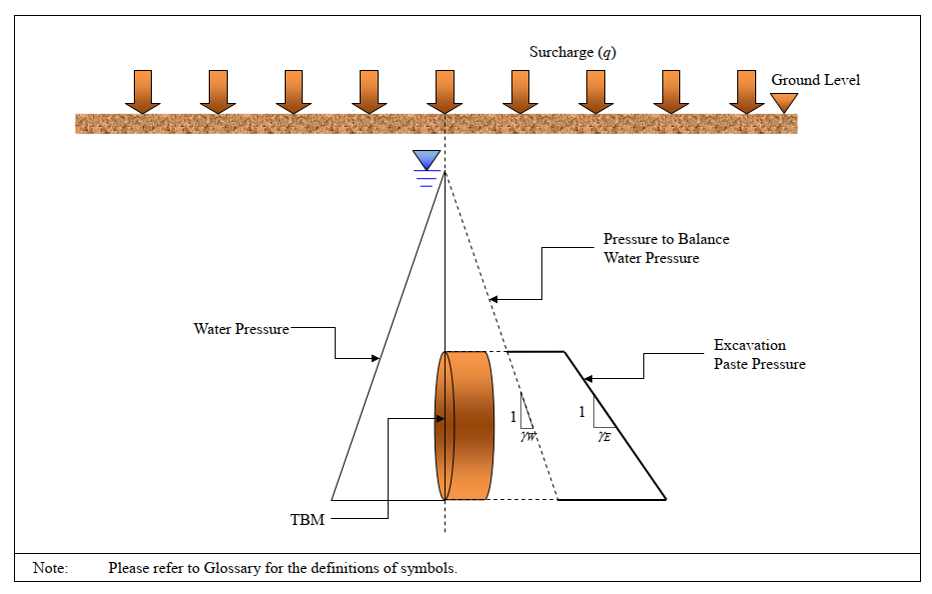 Surcharge (q)
Ground Level
Pressure to Balance
Water Pressure
Water Pressure
Excavation
Paste Pressure
1
γW
1
γE
TBM
Note: Please refer to Glossary for the definitions of symbols.